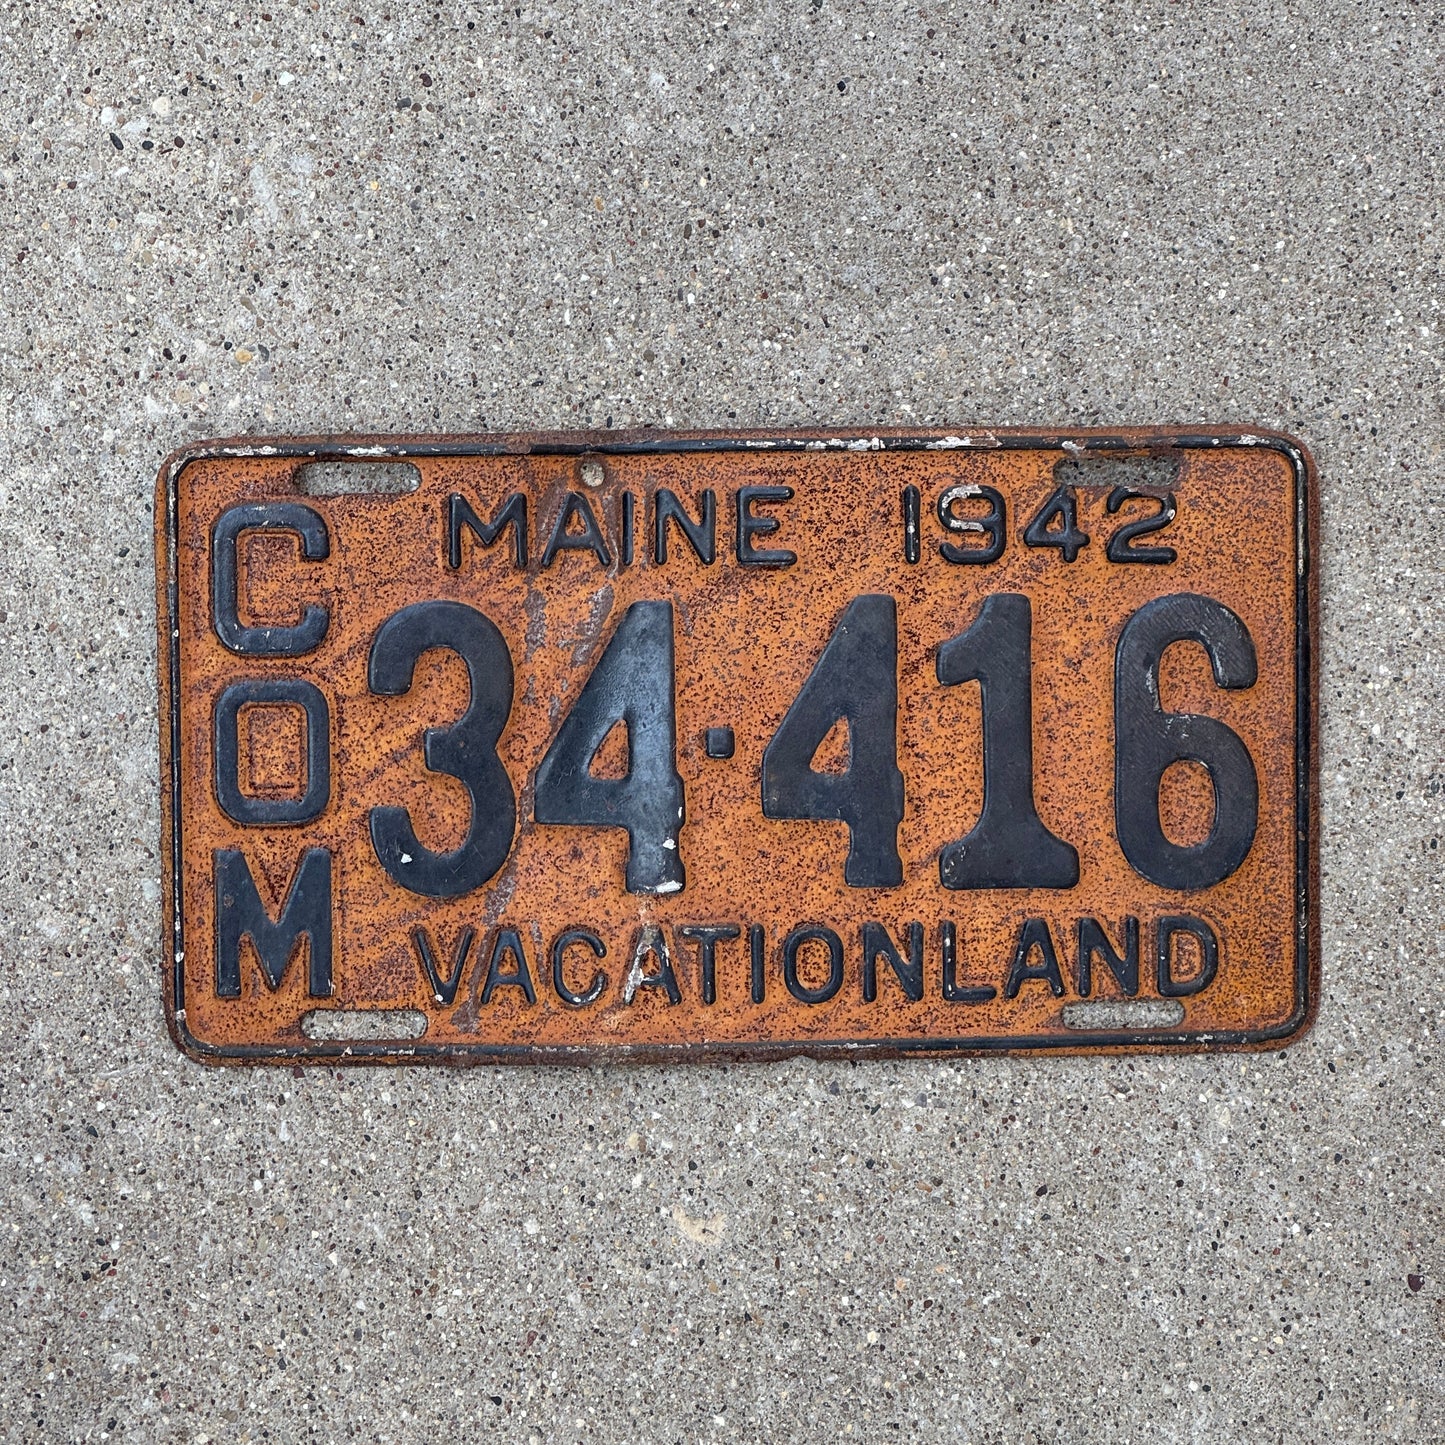 COM
MAINE 1942
34·416
VACATIONLAND